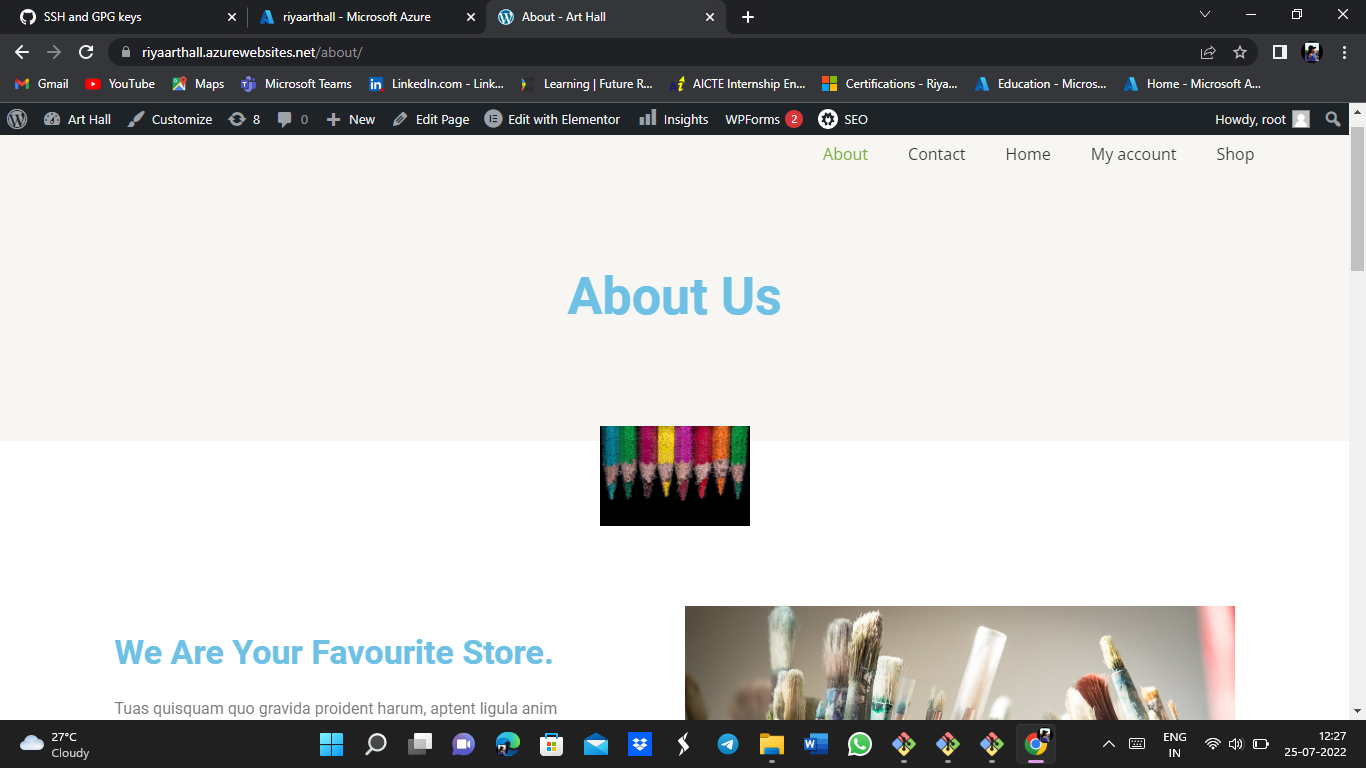 SSH and GPG keys
riyaarthall - Microsoft Azure
About - Art Hall
riyaarthall.azurewebsites.net/about/
Gmail
YouTube
Maps
Microsoft Teams
LinkedIn.com - Link...
Learning | Future R...
AICTE Internship En...
Certifications - Riya...
Education - Micros...
Home - Microsoft A...
Art Hall
Customize
8
0
New
Edit Page
Edit with Elementor
Insights
WPForms 2
SEO
Howdy, root
About
Contact
Home
My account
Shop
About Us
We Are Your Favourite Store.
Tuas quisquam quo gravida proident harum, aptent ligula anim
27°C
Cloudy
ENG
IN
12:27
25-07-2022